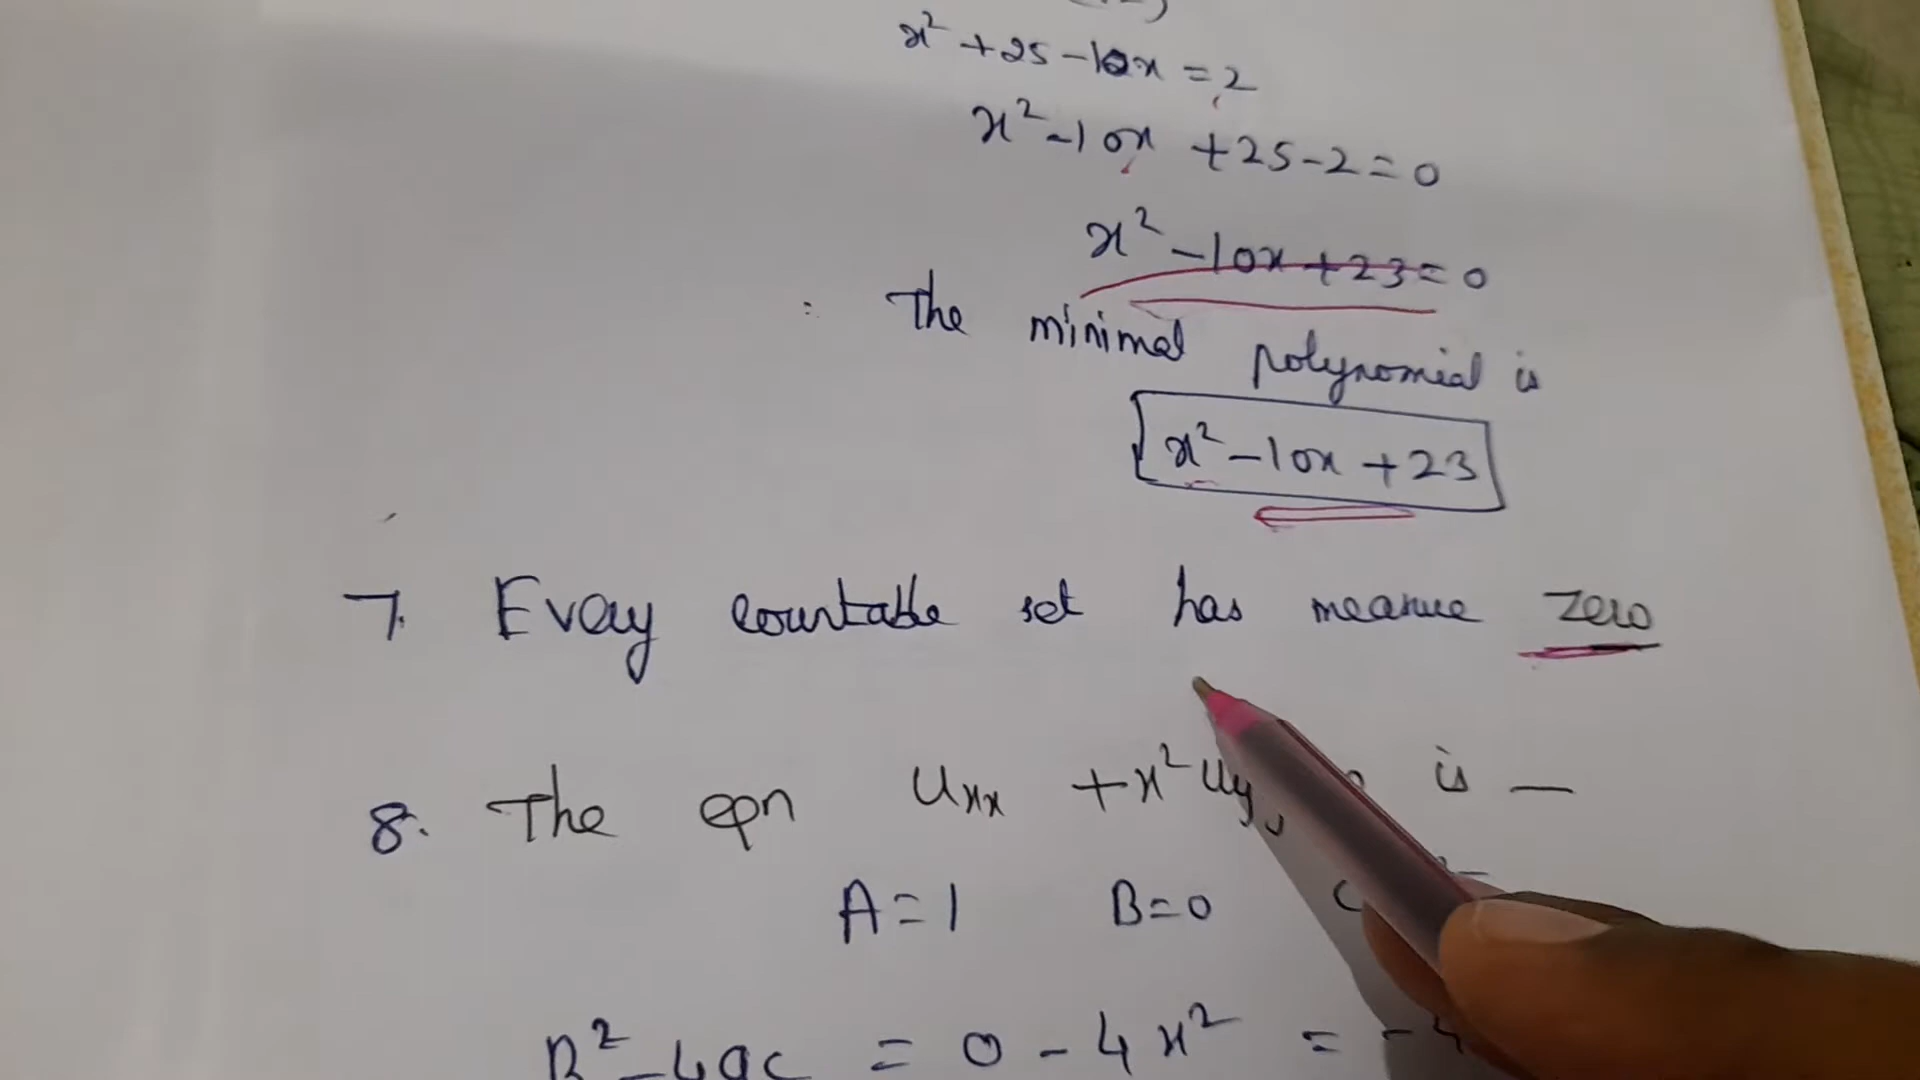 x² + 25 - 10x = 2
x² - 10x + 25 - 2 = 0
x² - 10x + 23 = 0
The minimal polynomial is
x² - 10x + 23
7. Every countable set has measure zero
8. The eqn Uxx + x² Uyy is —
A = 1 B = 0 C
B² - 4ac = 0 - 4x² = -4